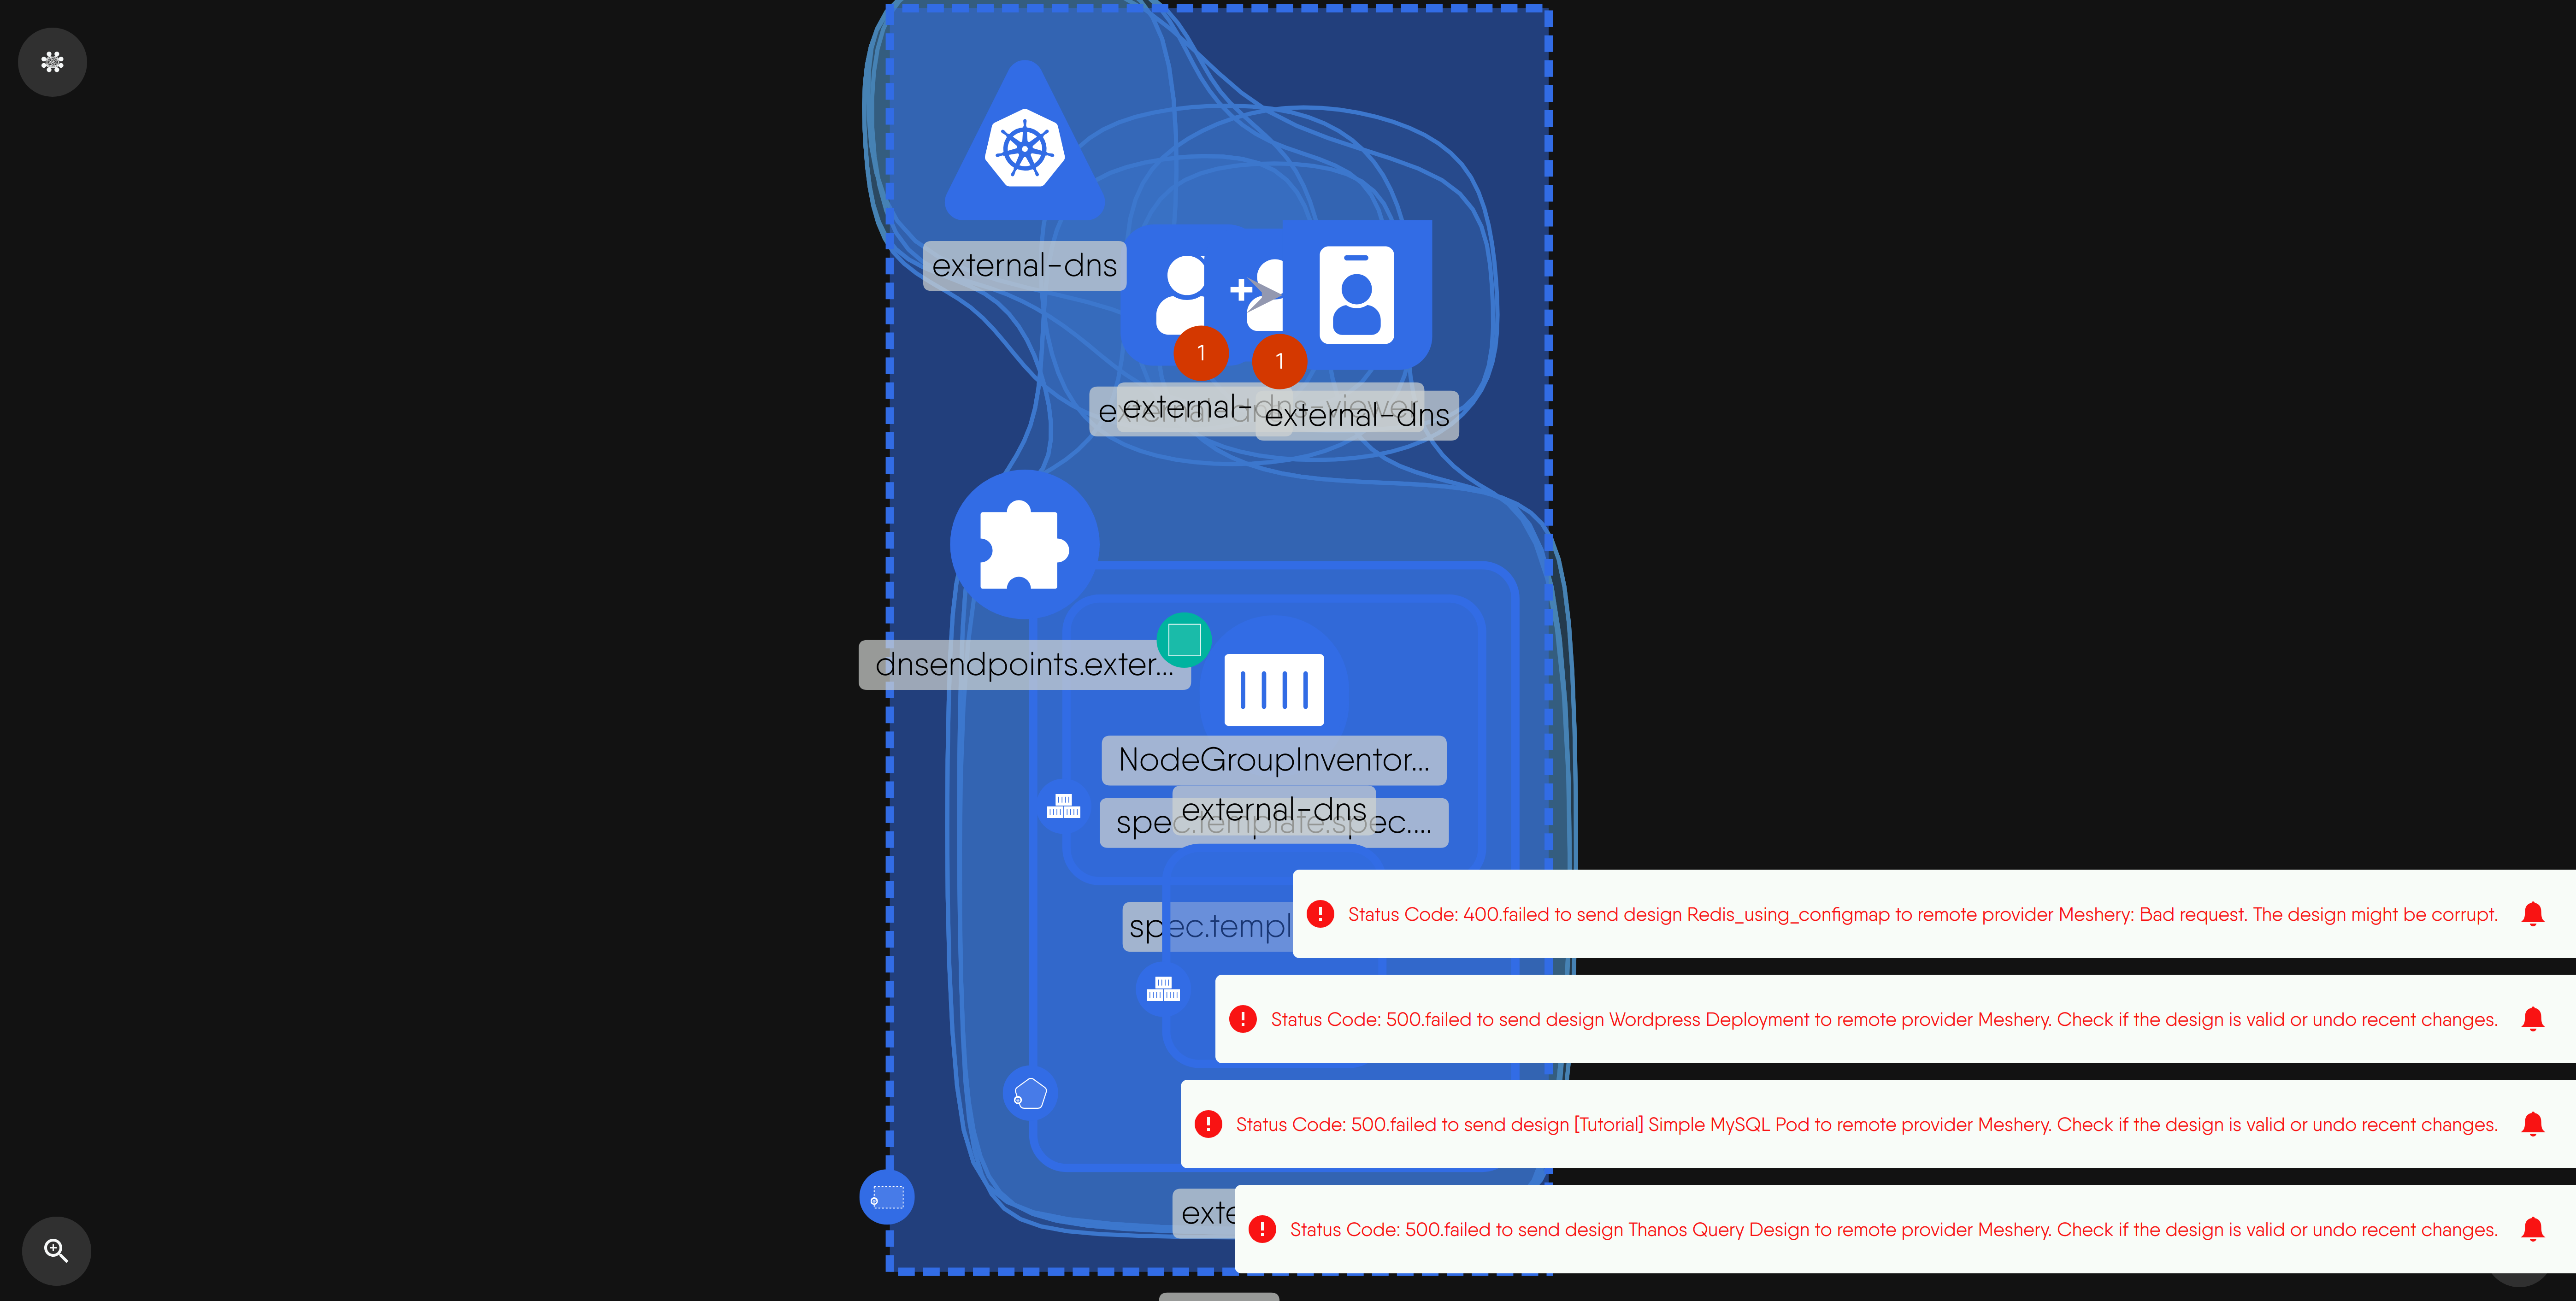 external-dns
1
1
external-dns-viewer
external-dns
dnsendpoints.exter...
NodeGroupInventor...
external-dns
spec.template.spec....
spec.templ
Status Code: 400.failed to send design Redis_using_configmap to remote provider Meshery: Bad request. The design might be corrupt.
Status Code: 500.failed to send design Wordpress Deployment to remote provider Meshery. Check if the design is valid or undo recent changes.
Status Code: 500.failed to send design [Tutorial] Simple MySQL Pod to remote provider Meshery. Check if the design is valid or undo recent changes.
exte
Status Code: 500.failed to send design Thanos Query Design to remote provider Meshery. Check if the design is valid or undo recent changes.